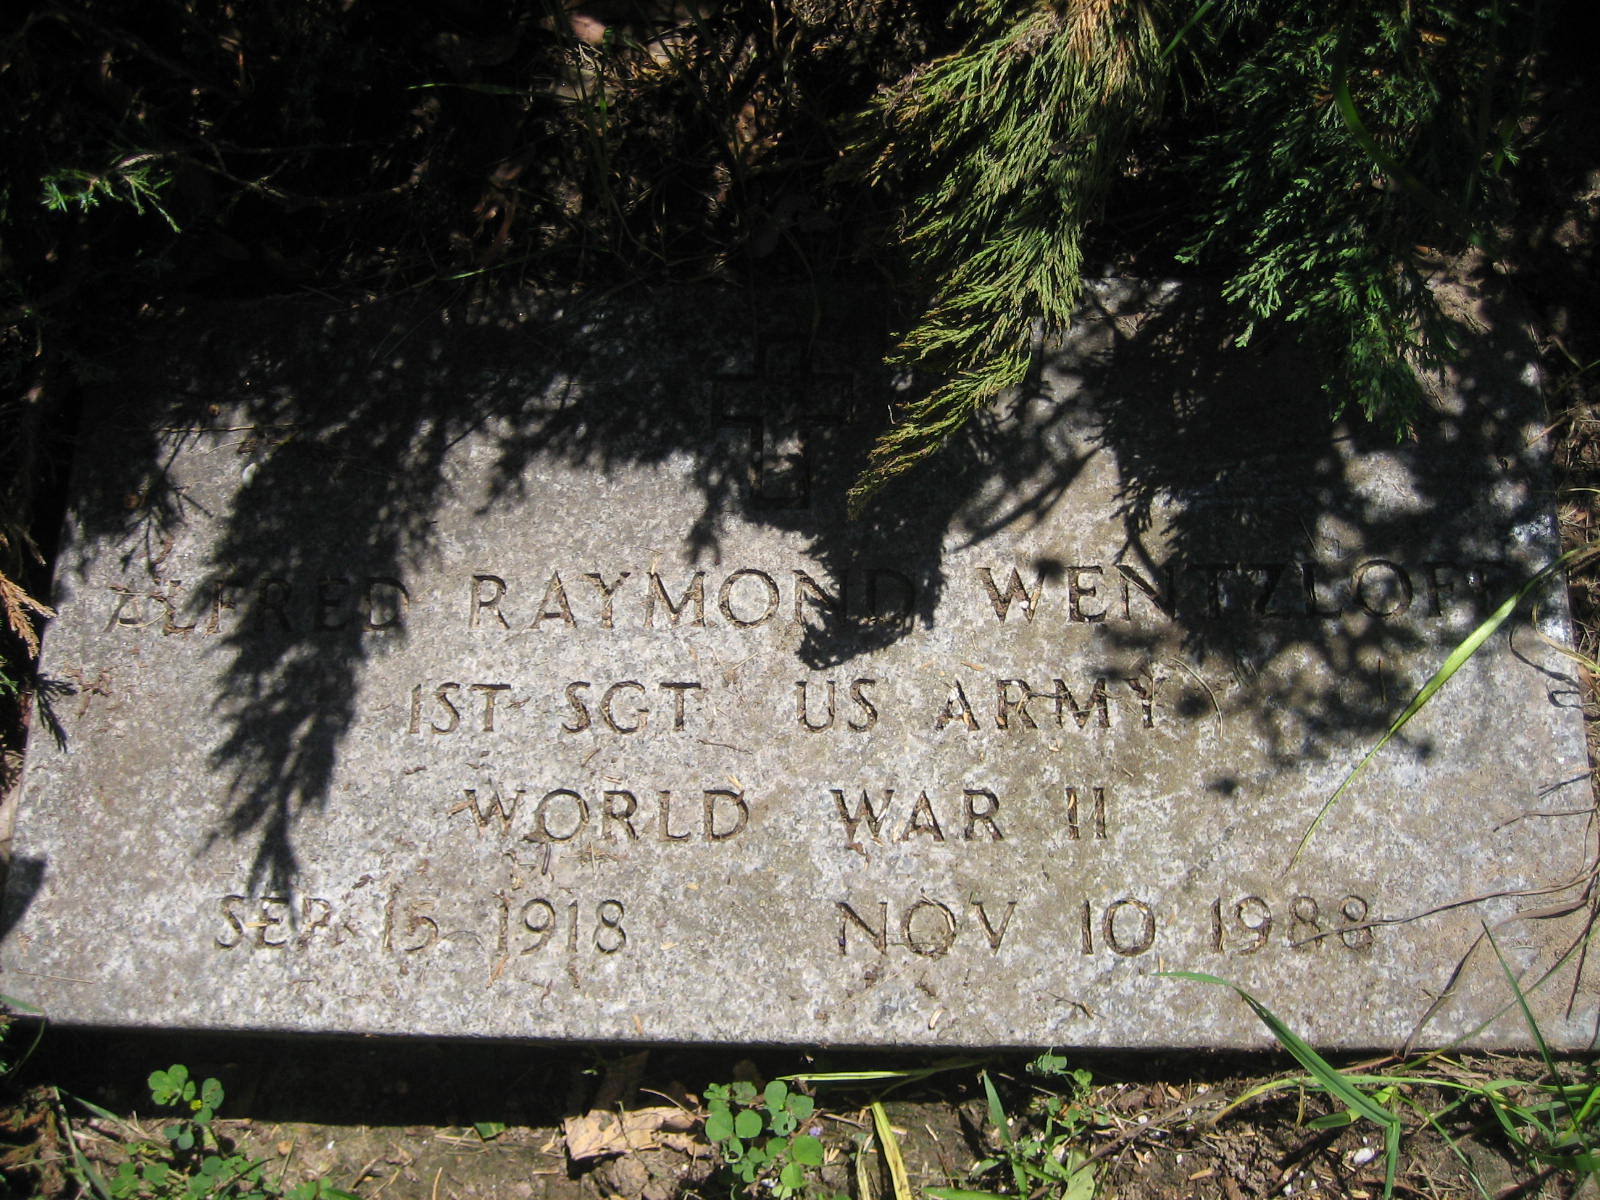 ALFRED RAYMOND WENTZLOFF
1ST SGT US ARMY
WORLD WAR II
SEP 15 1918 NOV 10 1988